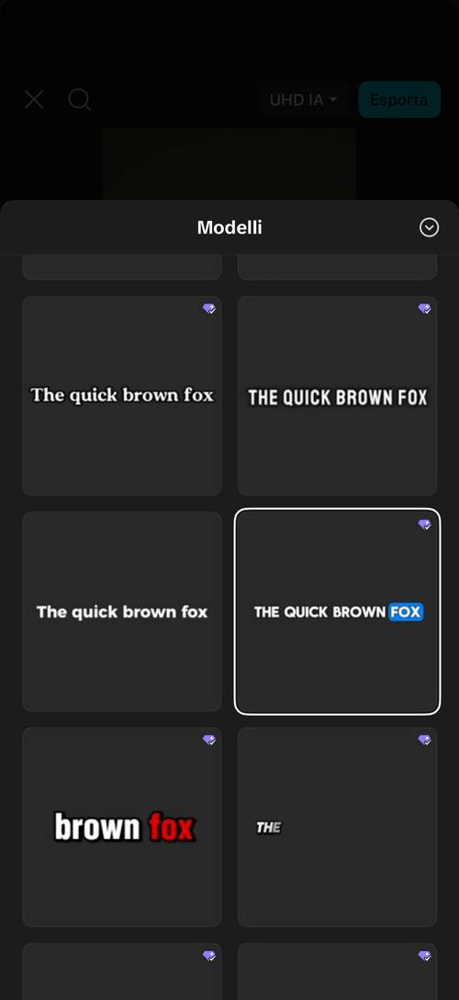 UHD IA
Esporta
Modelli
The quick brown fox
THE QUICK BROWN FOX
The quick brown fox
THE QUICK BROWN FOX
brown fox
THE